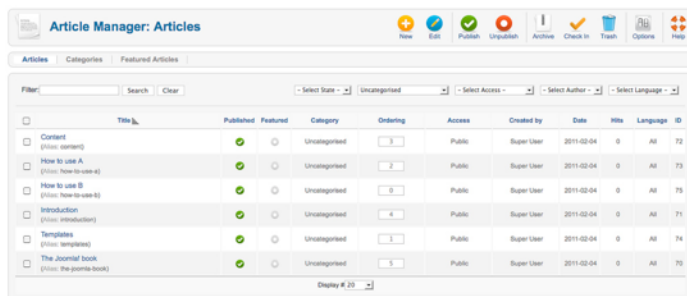 Article Manager: Articles
New Edit Publish Unpublish Archive Check In Trash Options Help
Articles Categories Featured Articles
Filter: Search Clear - Select State - Uncategorised - Select Access - - Select Author - - Select Language -
Title Published Featured Category Ordering Access Created by Date Hits Language ID
Content Uncategorised 3 Public Super User 2011-02-04 0 All 72
(Alias: content)
How to use A Uncategorised 2 Public Super User 2011-02-04 0 All 73
(Alias: how-to-use-a)
How to use B Uncategorised 0 Public Super User 2011-02-04 0 All 75
(Alias: how-to-use-b)
Introduction Uncategorised 4 Public Super User 2011-02-04 0 All 71
(Alias: introduction)
Templates Uncategorised 1 Public Super User 2011-02-04 0 All 74
(Alias: templates)
The Joomla! book Uncategorised 5 Public Super User 2011-02-04 0 All 70
(Alias: the-joomla-book)
Display # 20